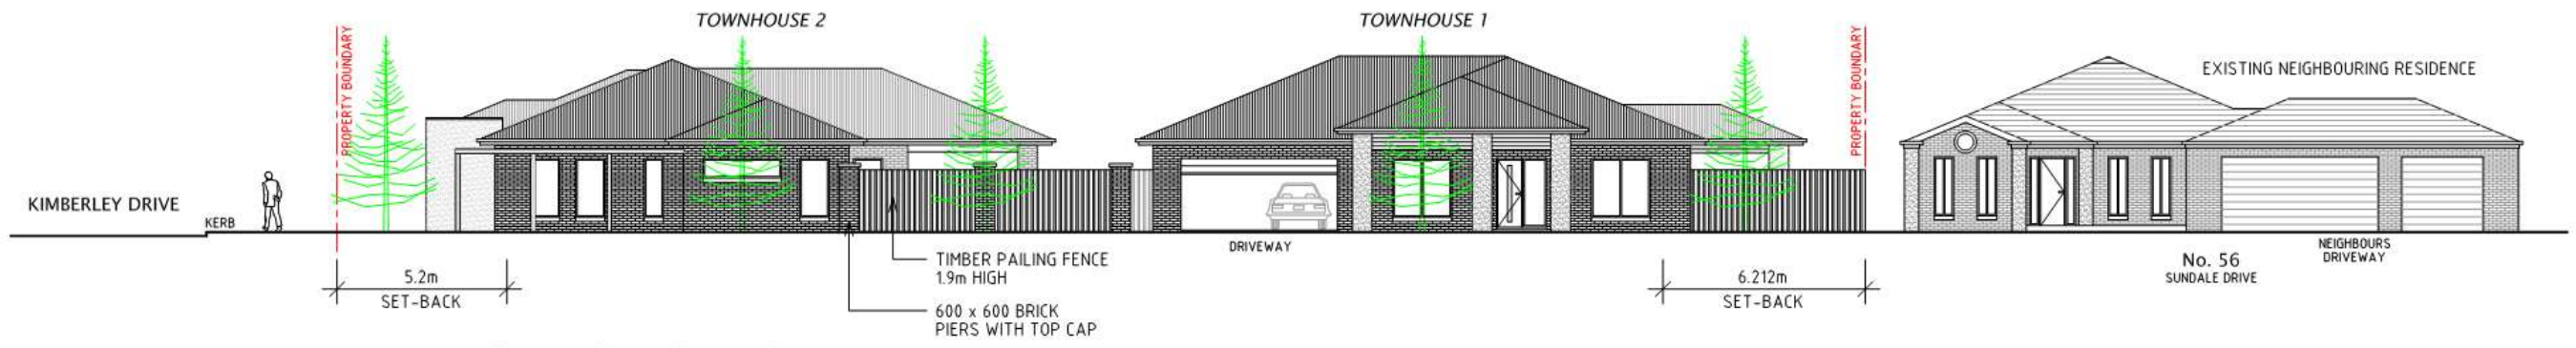 TOWNHOUSE 2
TOWNHOUSE 1
PROPERTY BOUNDARY
PROPERTY BOUNDARY
EXISTING NEIGHBOURING RESIDENCE
KIMBERLEY DRIVE
KERB
DRIVEWAY
NEIGHBOURS
DRIVEWAY
No. 56
SUNDALE DRIVE
TIMBER PAILING FENCE
1.9m HIGH
5.2m
SET-BACK
6.212m
SET-BACK
600 x 600 BRICK
PIERS WITH TOP CAP